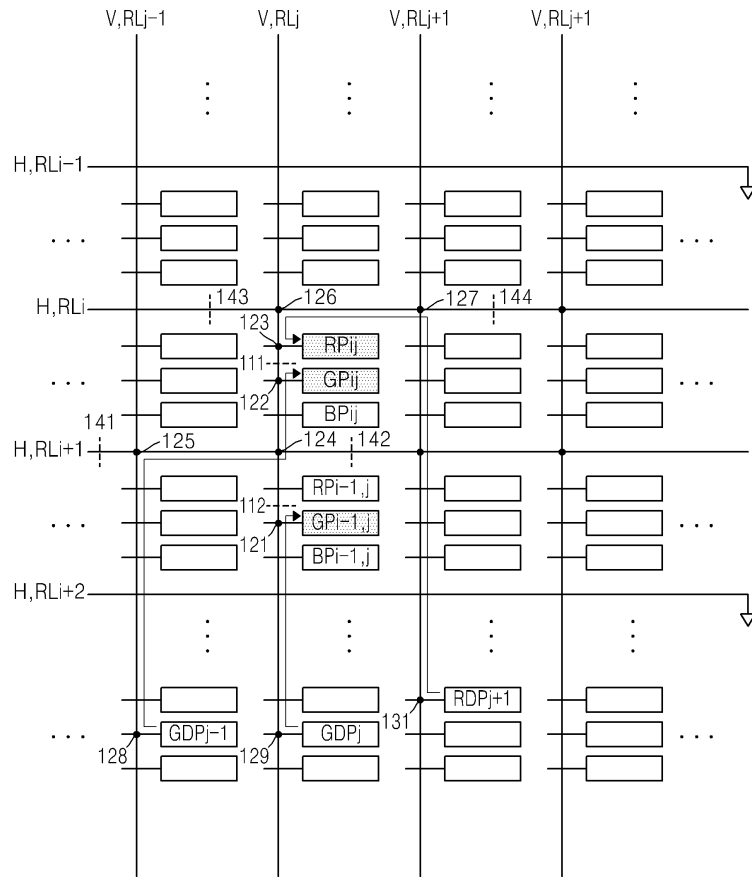 V,RLj-1 V,RLj V,RLj+1 V,RLj+1
H,RLi-1
H,RLi
143 126 127 144
123
RPij
111
GPij
122
BPij
141
H,RLi+1
125 124 142
RPi-1,j
112
GPi-1,j
121
BPi-1,j
H,RLi+2
RDPj+1
131
GDPj-1 GDPj
128 129